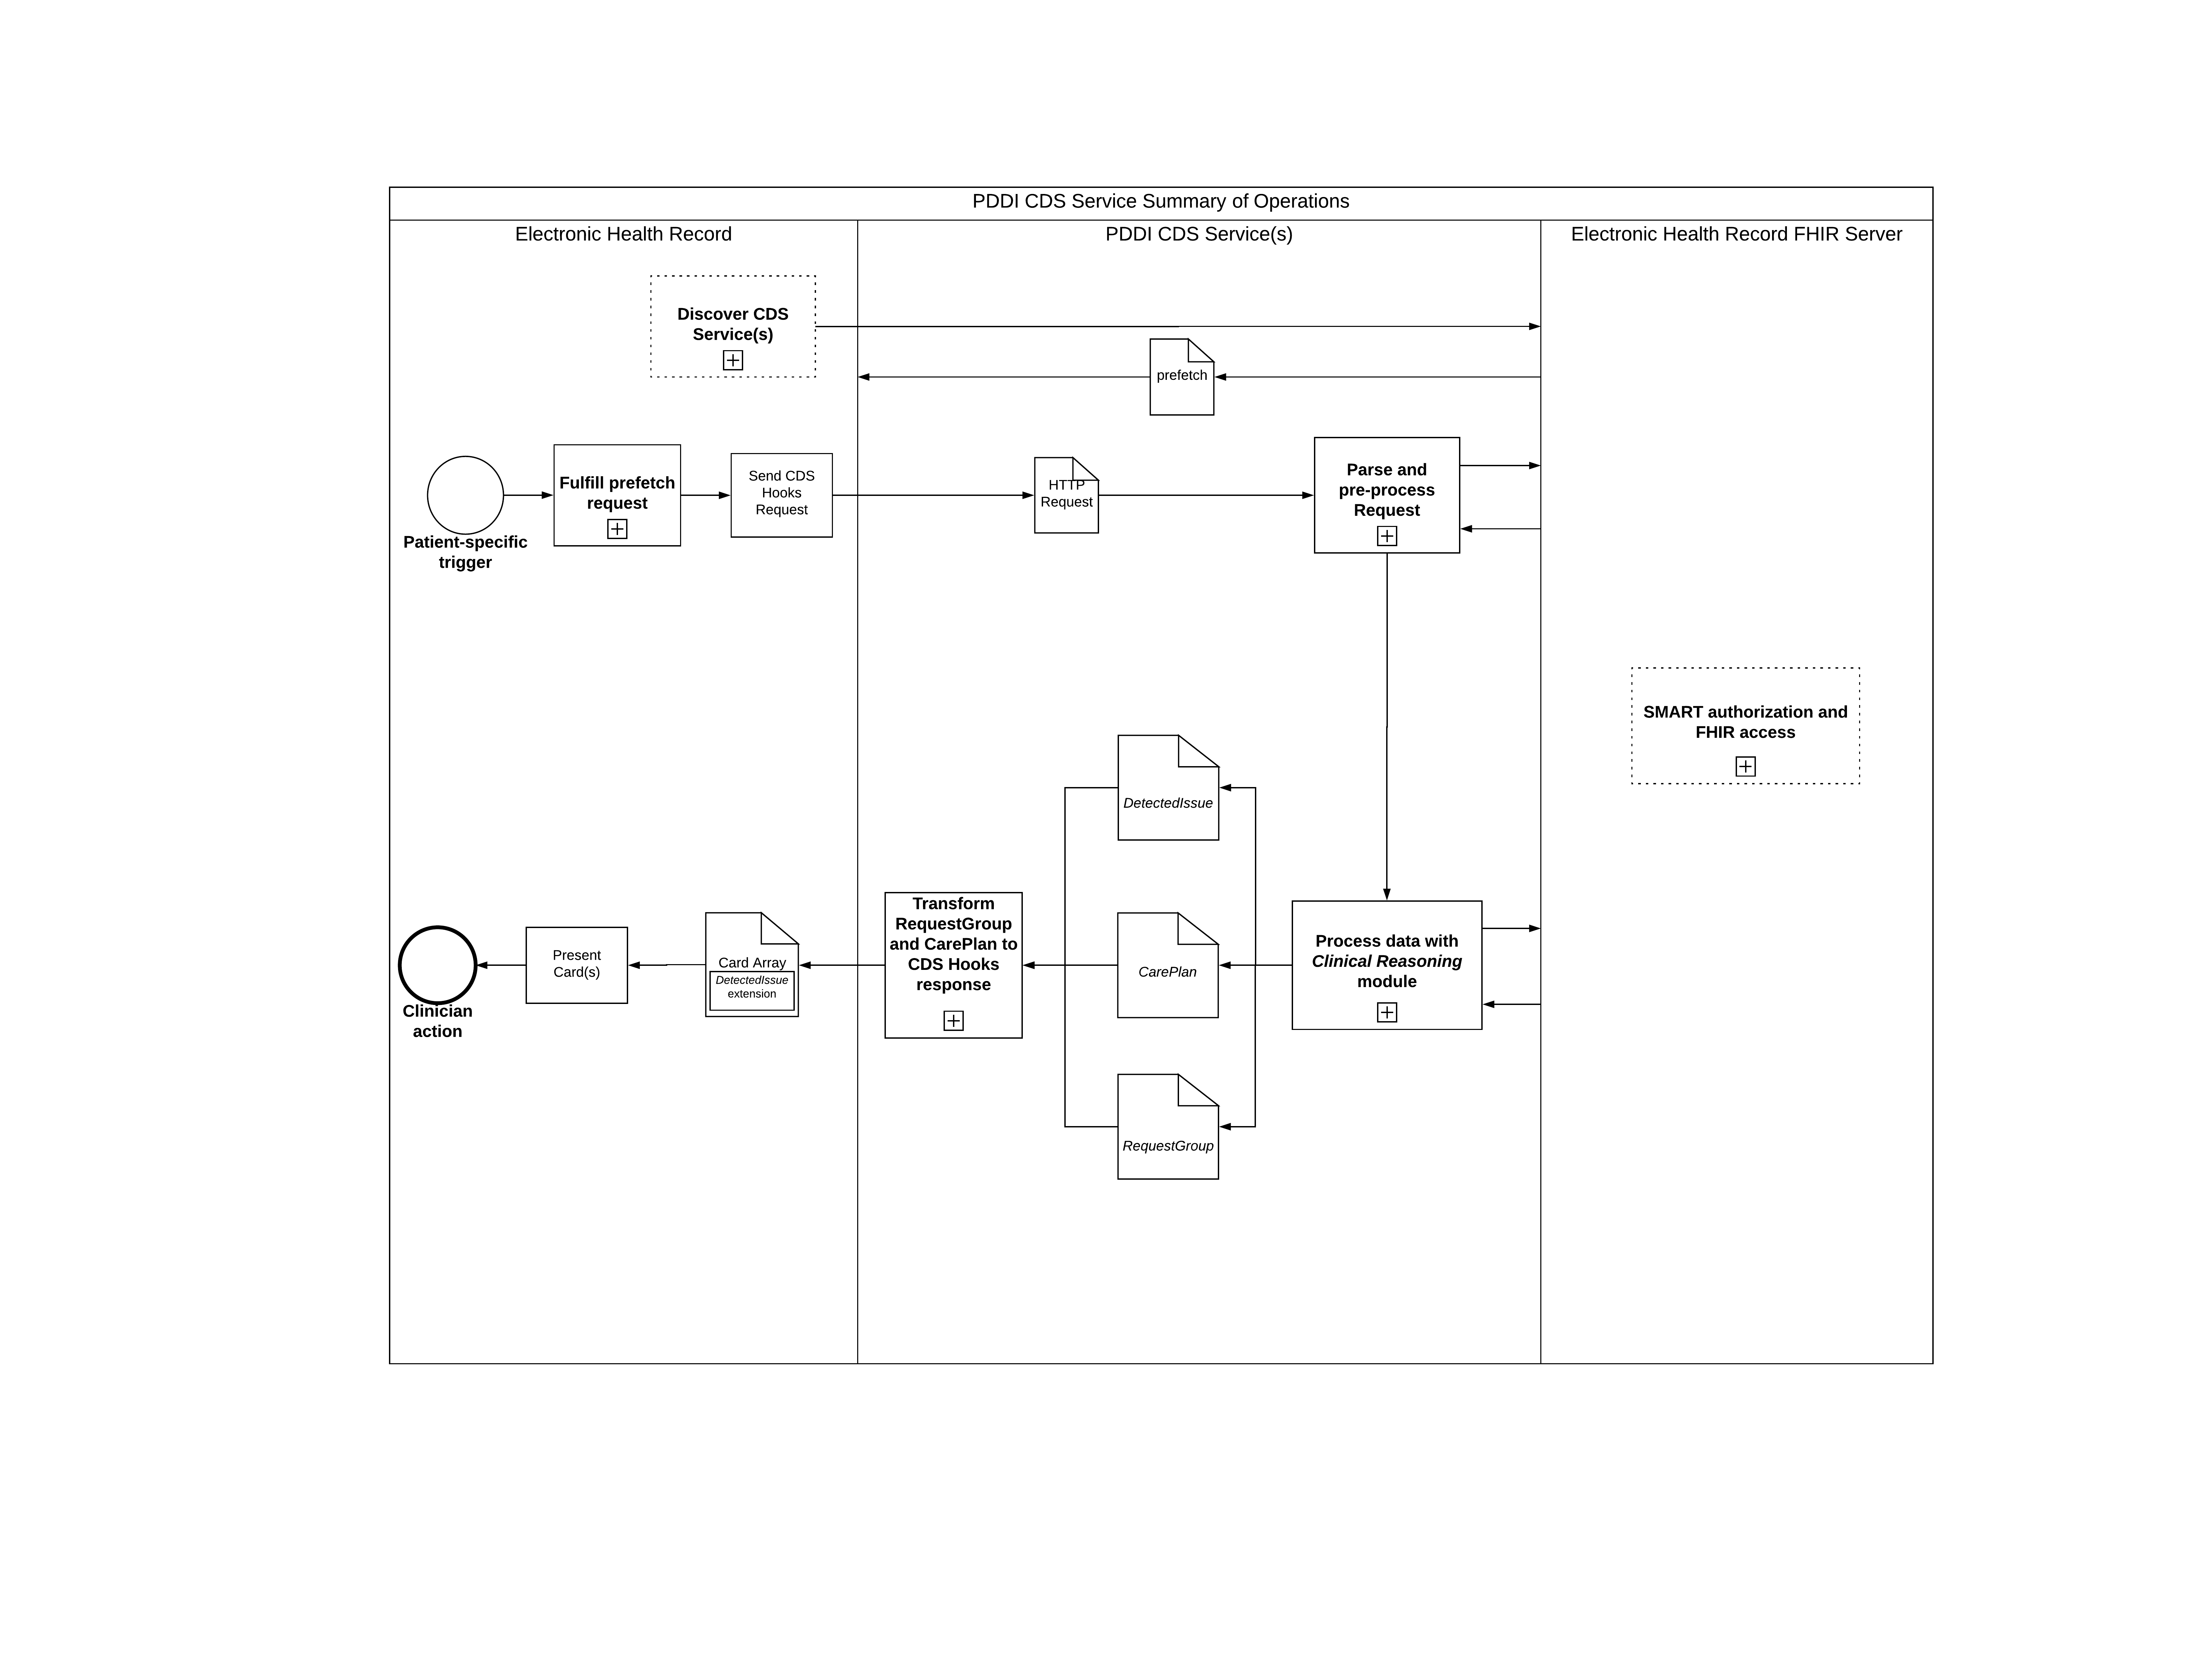 PDDI CDS Service Summary of Operations
Electronic Health Record
PDDI CDS Service(s)
Electronic Health Record FHIR Server
Discover CDS
Service(s)
prefetch
Patient-specific
trigger
Fulfill prefetch
request
Send CDS
Hooks
Request
HTTP
Request
Parse and
pre-process
Request
SMART authorization and
FHIR access
DetectedIssue
Clinician
action
Present
Card(s)
Card Array
DetectedIssue
extension
Transform
RequestGroup
and CarePlan to
CDS Hooks
response
CarePlan
Process data with
Clinical Reasoning
module
RequestGroup